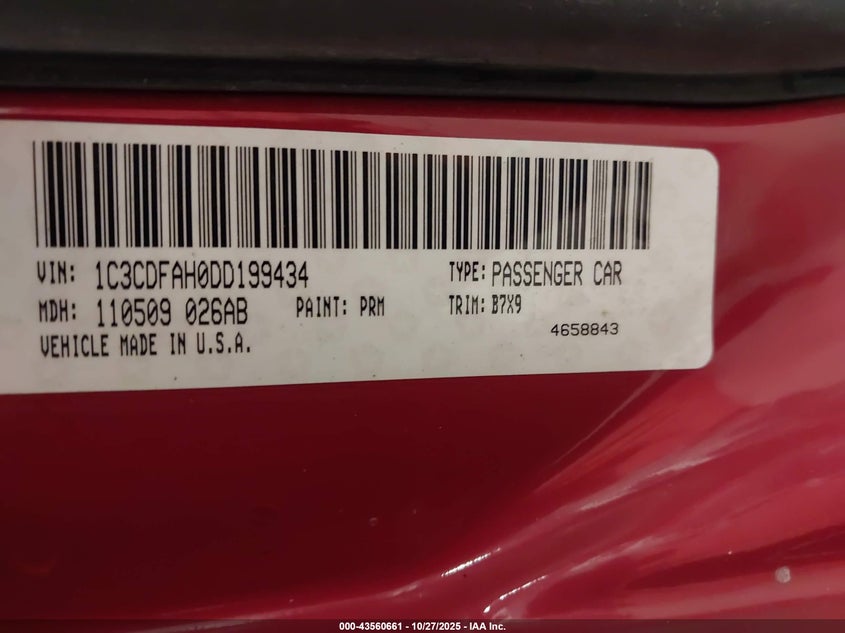 VIN: 1C3CDFAH0DD199434 TYPE: PASSENGER CAR
MDH: 110509 026AB PAINT: PRM TRIM: B7X9
VEHICLE MADE IN U.S.A. 4658843
000-43560661 - 10/27/2025 - IAA Inc.